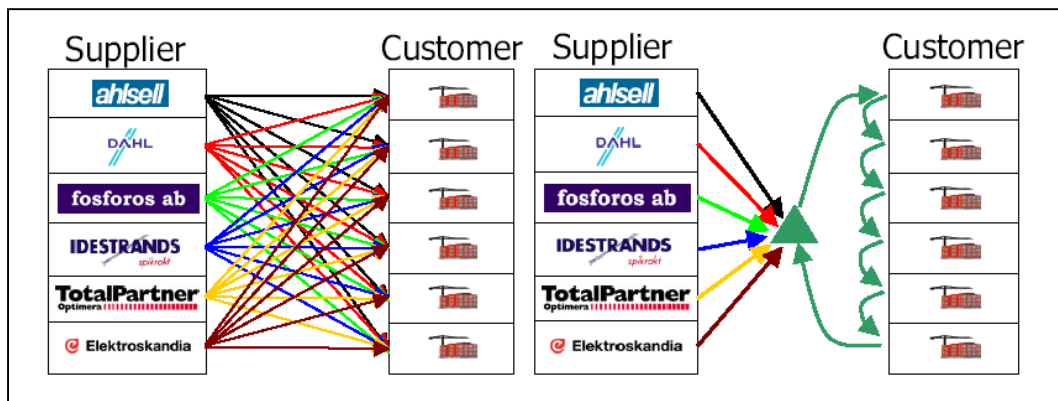 Supplier
Customer
Supplier
Customer
ahlsell
DAHL
fosforos ab
IDESTRANDS
spikrakt
TotalPartner
Optimera
Elektroskandia
ahlsell
DAHL
fosforos ab
IDESTRANDS
spikrakt
TotalPartner
Optimera
Elektroskandia